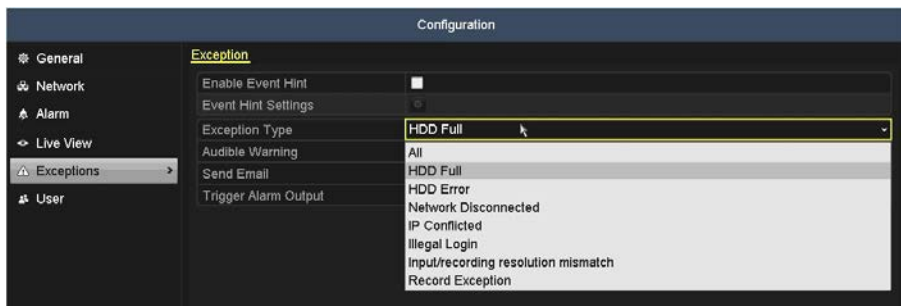 Configuration
General
Network
Alarm
Live View
Exceptions
User
Exception
Enable Event Hint
Event Hint Settings
Exception Type HDD Full
Audible Warning
Send Email
Trigger Alarm Output
All
HDD Full
HDD Error
Network Disconnected
IP Conflicted
Illegal Login
Input/recording resolution mismatch
Record Exception